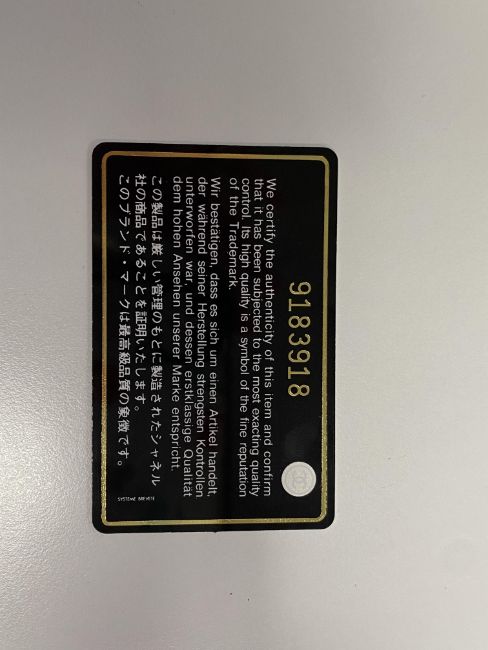 9183918
We certify the authenticity of this item and confirm
that it has been subjected to the most exacting quality
control. Its high quality is a symbol of the fine reputation
of the Trademark.
Wir bestätigen, dass es sich um einen Artikel handelt,
der während seiner Herstellung strengsten Kontrollen
unterworfen war, und dessen erstklassige Qualität
dem hohen Ansehen unserer Marke entspricht.
この製品は厳しい管理のもとに製造されたシャネル
社の商品であることを証明いたします。
このブランド・マークは最高級品質の象徴です。
SYSTEME BREVETE